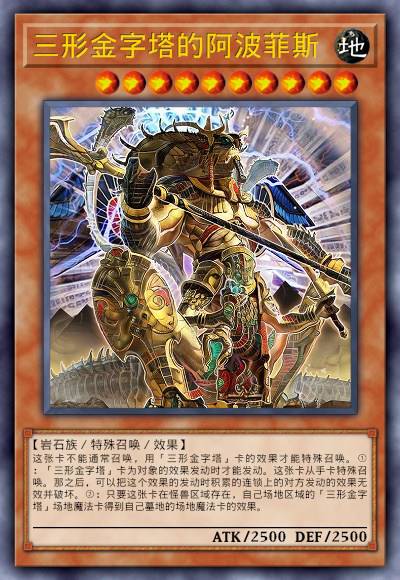 三形金字塔的阿波菲斯
地
【岩石族／特殊召唤／效果】
这张卡不能通常召唤，用「三形金字塔」卡的效果才能特殊召唤。①
：「三形金字塔」卡为对象的效果发动时才能发动。这张卡从手卡特殊召
唤。那之后，可以把这个效果的发动时积累的连锁上的对方发动的效果无
效并破坏。②：只要这张卡在怪兽区域存在，自己场地区域的「三形金字
塔」场地魔法卡得到自己墓地的场地魔法卡的效果。
ATK/2500 DEF/2500